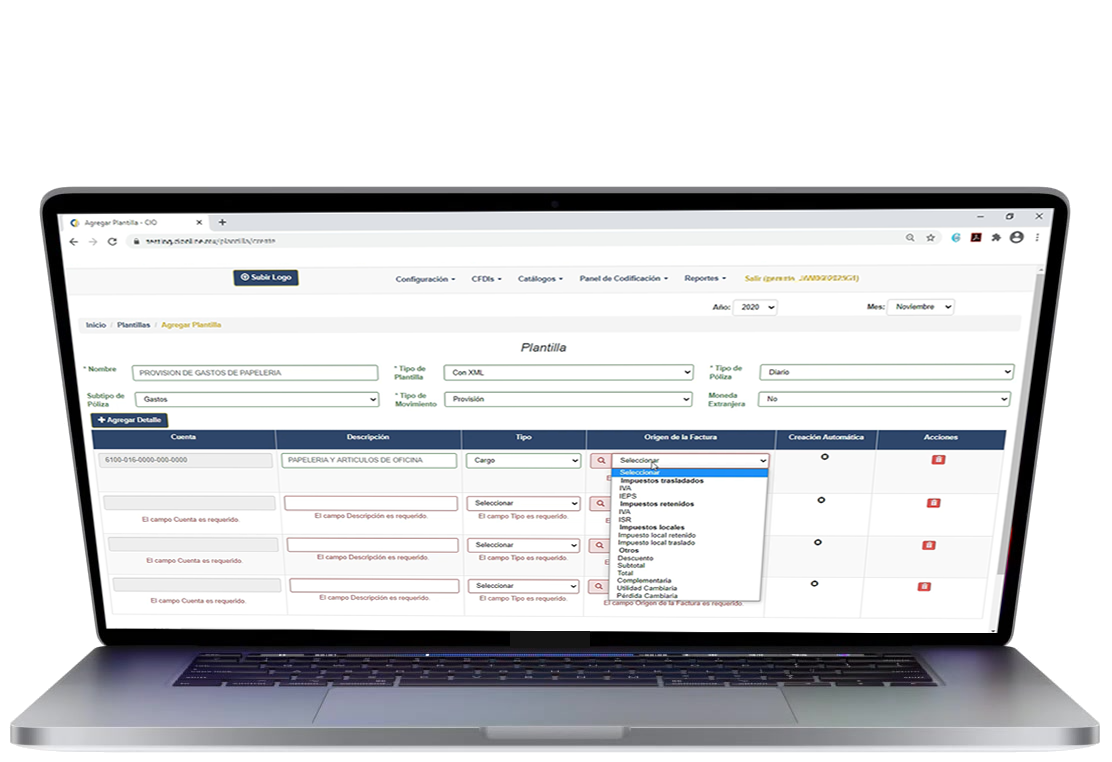 Agregar Plantilla - CIO
Subir Logo
Configuración
CFDIs
Catálogos
Panel de Codificación
Reportes
Salir
Año: 2020
Mes: Noviembre
Inicio / Plantillas / Agregar Plantilla
Plantilla
* Nombre PROVISION DE GASTOS DE PAPELERIA
* Tipo de Plantilla Con XML
* Tipo de Póliza Diario
Subtipo de Póliza Gastos
* Tipo de Movimiento Provisión
Moneda Extranjera No
+ Agregar Detalle
Cuenta Descripción Tipo Origen de la Factura Creación Automática Acciones
6100-016-0000-000-0000 PAPELERIA Y ARTICULOS DE OFICINA Cargo Seleccionar
Seleccionar
Impuestos trasladados
IVA
IEPS
Impuestos retenidos
IVA
ISR
Impuestos locales
Impuesto local retenido
Impuesto local traslado
Otros
Descuento
Subtotal
Total
Complementaria
Utilidad Cambiaria
Pérdida Cambiaria
Seleccionar
El campo Cuenta es requerido. El campo Descripción es requerido. El campo Tipo es requerido.
Seleccionar
El campo Cuenta es requerido. El campo Descripción es requerido. El campo Tipo es requerido.
Seleccionar
El campo Cuenta es requerido. El campo Descripción es requerido. El campo Tipo es requerido. El campo Origen de la Factura es requerido.